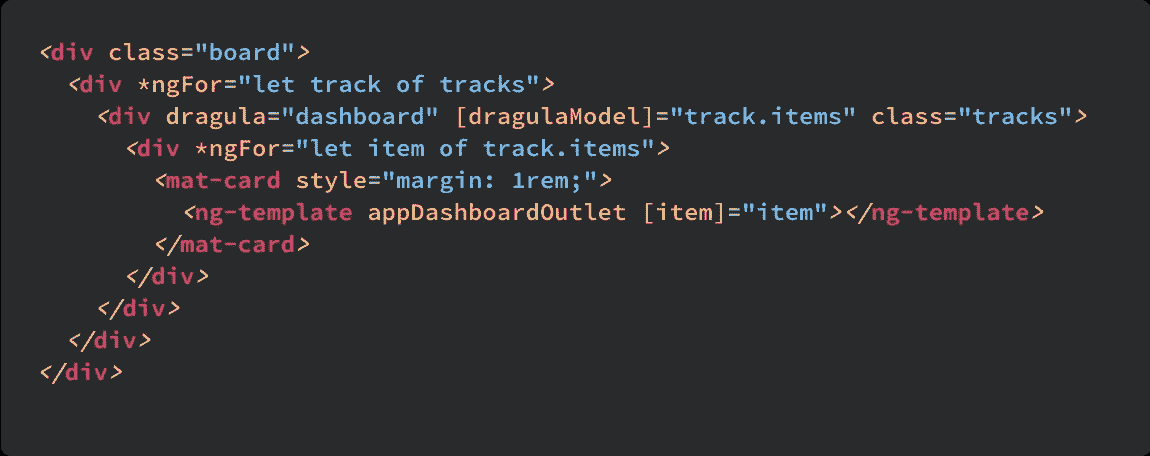 <div class="board">
<div *ngFor="let track of tracks">
<div dragula="dashboard" [dragulaModel]="track.items" class="tracks">
<div *ngFor="let item of track.items">
<mat-card style="margin: 1rem;">
<ng-template appDashboardOutlet [item]="item"></ng-template>
</mat-card>
</div>
</div>
</div>
</div>